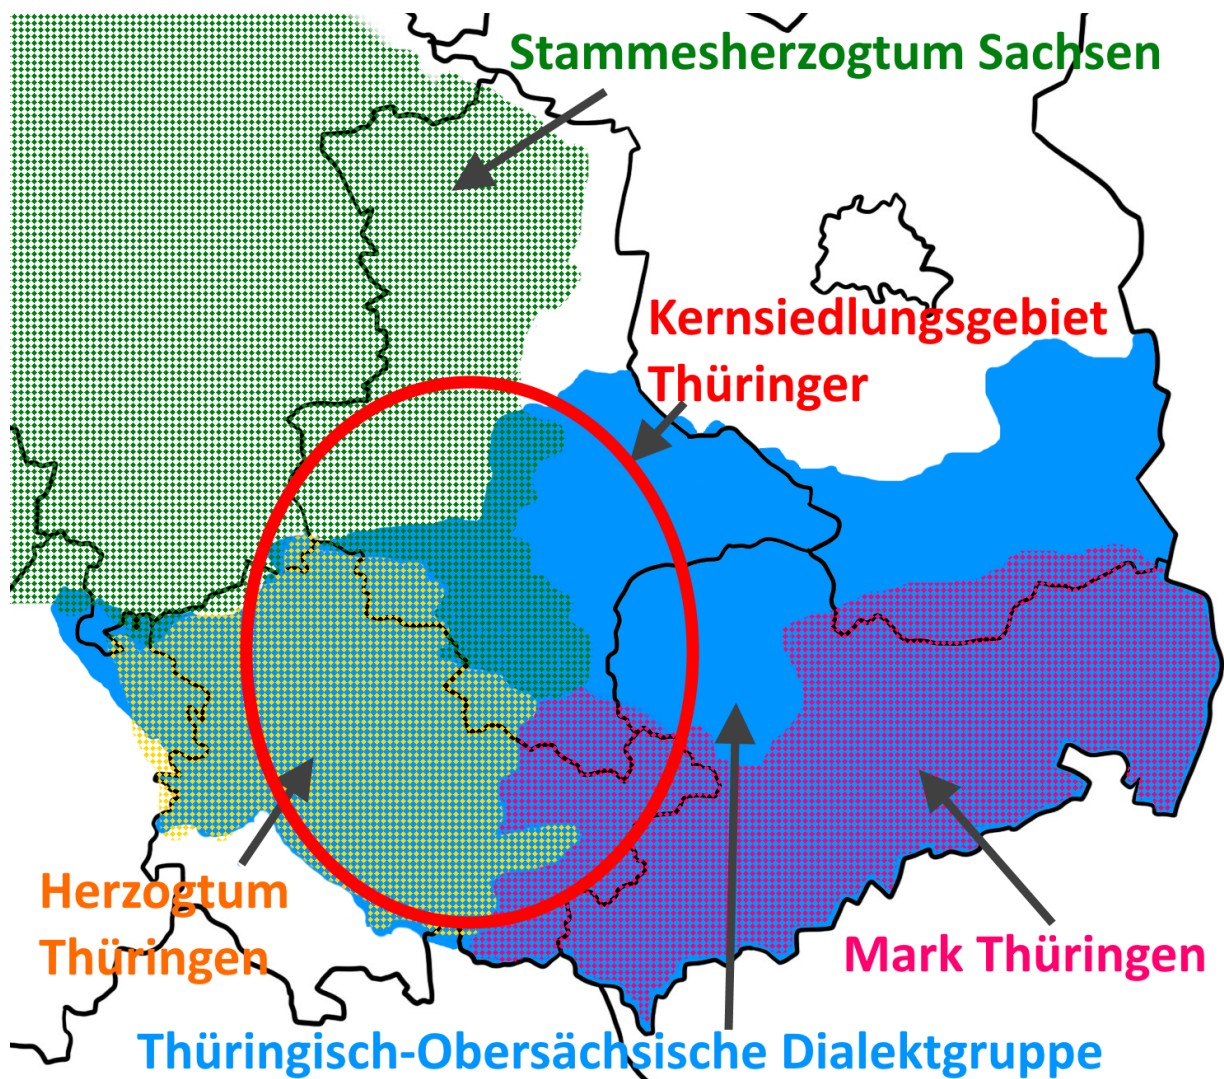 Stammesherzogtum Sachsen
Kernsiedlungsgebiet
Thüringer
Herzogtum
Thüringen
Mark Thüringen
Thüringisch-Obersächsische Dialektgruppe